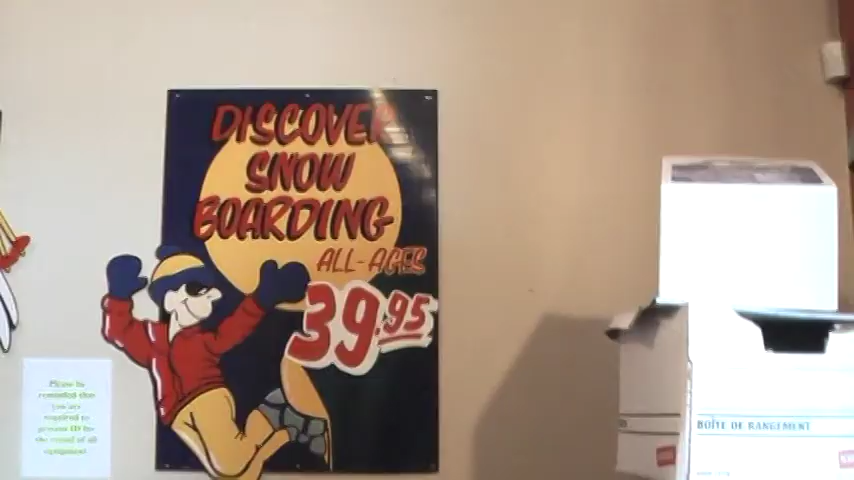 DISCOVER
SNOW
BOARDING
ALL-AGES
39.95
Please be
reminded that
you are
required to
present ID for
the rental of all
equipment.
BOÎTE DE RANGEMENT